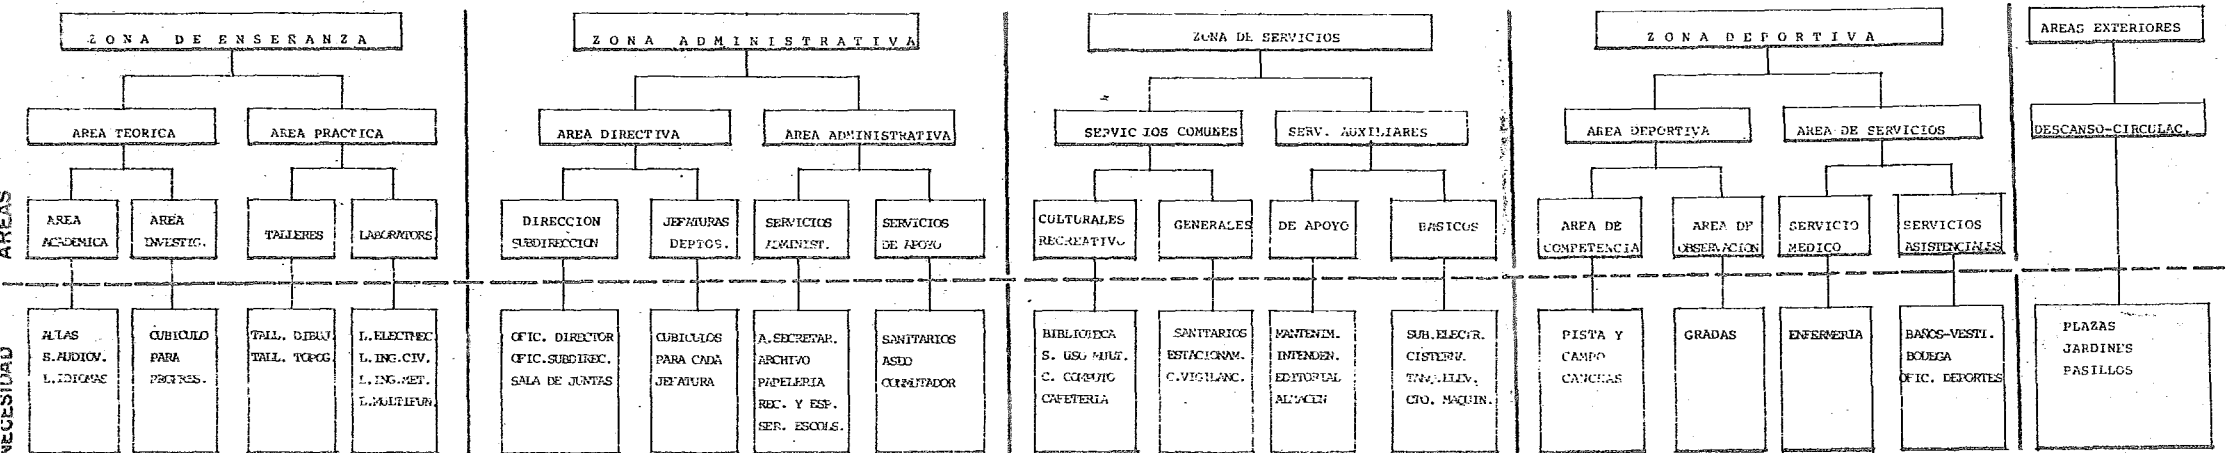 ZONA DE ENSEÑANZA
ZONA ADMINISTRATIVA
ZONA DE SERVICIOS
ZONA DEPORTIVA
AREAS EXTERIORES
AREA TEORICA
AREA PRACTICA
AREA DIRECTIVA
AREA ADMINISTRATIVA
SERVICIOS COMUNES
SERV. AUXILIARES
AREA DEPORTIVA
AREA DE SERVICIOS
DESCANSO-CIRCULAC.
AREAS
AREA
ACADEMICA
AREA
INVESTIG.
TALLERES
LABORATORS
DIRECCION
SUBDIRECCION
JEFATURAS
DEPTOS.
SERVICIOS
ADMINIST.
SERVICIOS
DE APOYO
CULTURALES
RECREATIVO
GENERALES
DE APOYO
BASICOS
AREA DE
COMPETENCIA
AREA DE
OBSERVACION
SERVICIO
MEDICO
SERVICIOS
ASISTENCIALES
NECESIDAD
AULAS
S.AUDIOV.
L.IDIOMAS
CUBICULO
PARA
PROFRES.
TALL. DIBUJ
TALL. TOPOG
L.ELECTMEC
L.ING.CIV.
L.ING.MET.
L.MULTIFUN.
OFIC. DIRECTOR
OFIC.SUBDIREC.
SALA DE JUNTAS
CUBICULOS
PARA CADA
JEFATURA
A.SECRETAR.
ARCHIVO
PAPELERIA
REC. Y ESP.
SER. ESCOLS.
SANITARIOS
ASEO
CONMUTADOR
BIBLIOTECA
S. USO MULT.
C. COMPUTO
CAFETERIA
SANITARIOS
ESTACIONAM.
C.VIGILANC.
MANTENIM.
INTENDEN.
EDITORIAL
ALMACEN
SUB.ELECTR.
CISTERNA
TANQ.ELEV.
CTO. MAQUIN.
PISTA Y
CAMPO
CANCHAS
GRADAS
ENFERMERIA
BAÑOS-VESTI.
BODEGA
OFIC. DEPORTES
PLAZAS
JARDINES
PASILLOS